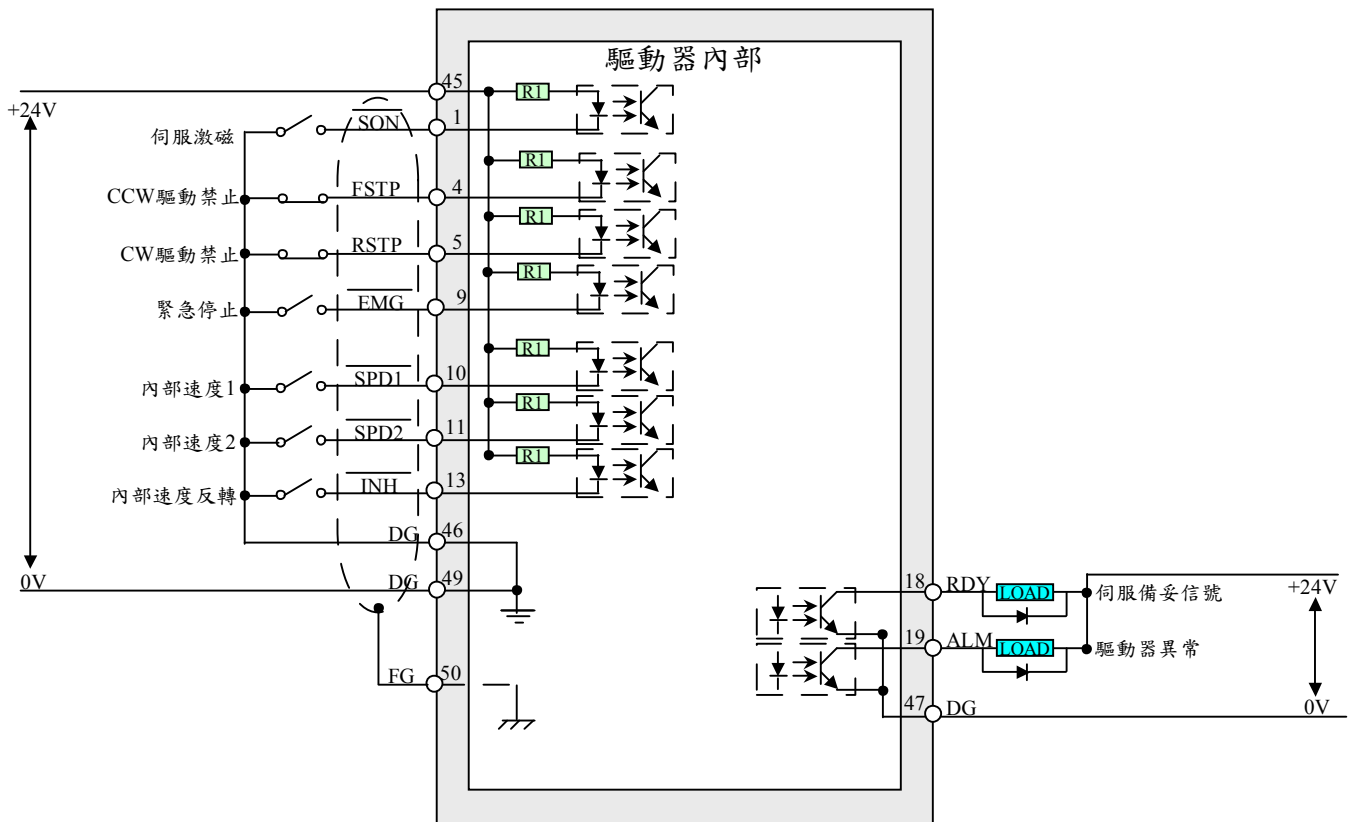 驅動器內部
45
R1
+24V
伺服激磁
SON
1
R1
CCW驅動禁止
FSTP
4
R1
CW驅動禁止
RSTP
5
R1
緊急停止
EMG
9
R1
內部速度1
SPD1
10
R1
內部速度2
SPD2
11
R1
內部速度反轉
INH
13
DG
46
0V
DG
49
FG
50
18
RDY
LOAD
伺服備妥信號
+24V
19
ALM
LOAD
驅動器異常
47
DG
0V